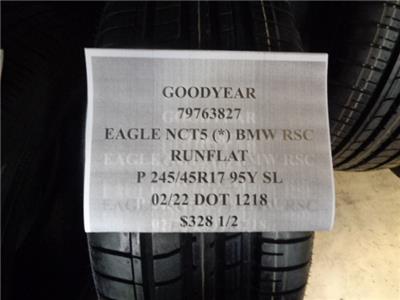 GOODYEAR
79763827
EAGLE NCT5 (*) BMW RSC
RUNFLAT
P 245/45R17 95Y SL
02/22 DOT 1218
$328 1/2